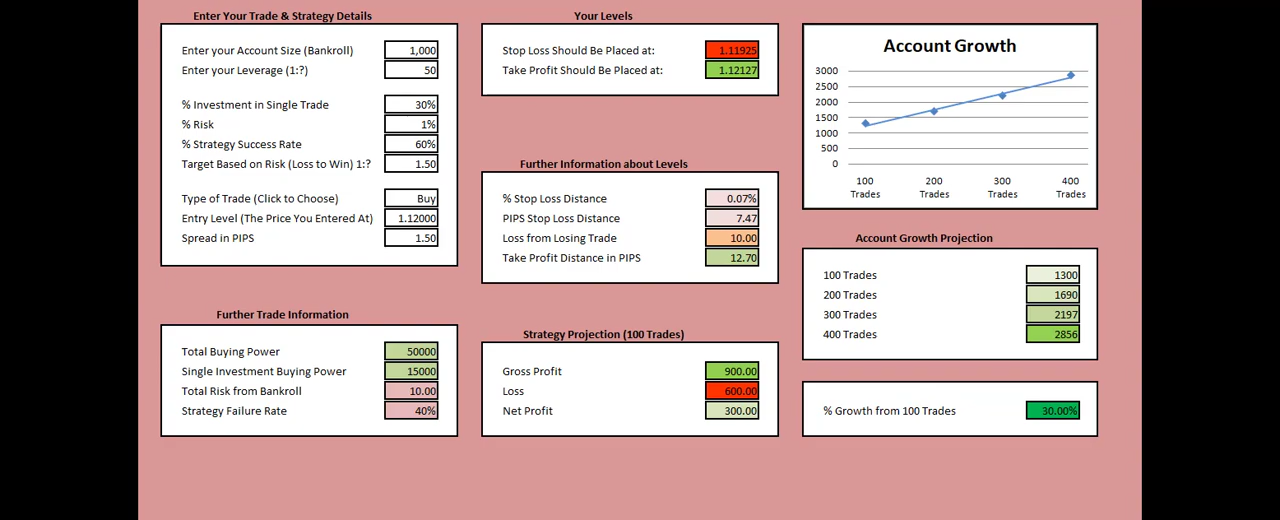 Enter Your Trade & Strategy Details
Enter your Account Size (Bankroll) 1,000
Enter your Leverage (1:?) 50
% Investment in Single Trade 30%
% Risk 1%
% Strategy Success Rate 60%
Target Based on Risk (Loss to Win) 1:? 1.50
Type of Trade (Click to Choose) Buy
Entry Level (The Price You Entered At) 1.12000
Spread in PIPS 1.50
Further Trade Information
Total Buying Power 50000
Single Investment Buying Power 15000
Total Risk from Bankroll 10.00
Strategy Failure Rate 40%
Your Levels
Stop Loss Should Be Placed at: 1.11925
Take Profit Should Be Placed at: 1.12127
Further Information about Levels
% Stop Loss Distance 0.07%
PIPS Stop Loss Distance 7.47
Loss from Losing Trade 10.00
Take Profit Distance in PIPS 12.70
Strategy Projection (100 Trades)
Gross Profit 900.00
Loss 600.00
Net Profit 300.00
Account Growth
3000
2500
2000
1500
1000
500
0
100 200 300 400
Trades Trades Trades Trades
Account Growth Projection
100 Trades 1300
200 Trades 1690
300 Trades 2197
400 Trades 2856
% Growth from 100 Trades 30.00%